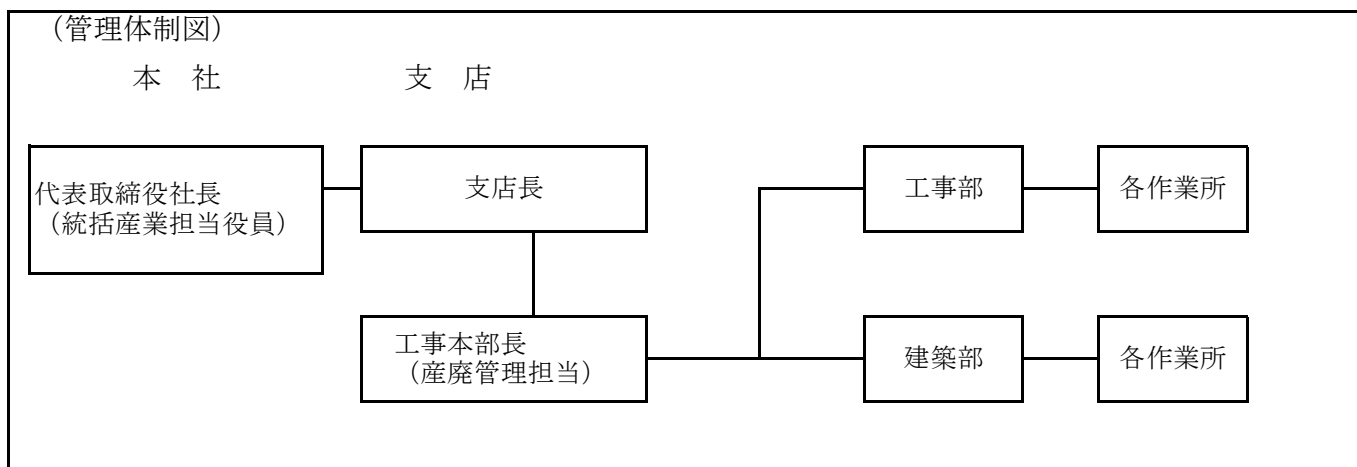 （管理体制図）
本　社　　　　　　支　店
代表取締役社長
（統括産業担当役員）
支店長
工事部
各作業所
工事本部長
（産廃管理担当）
建築部
各作業所